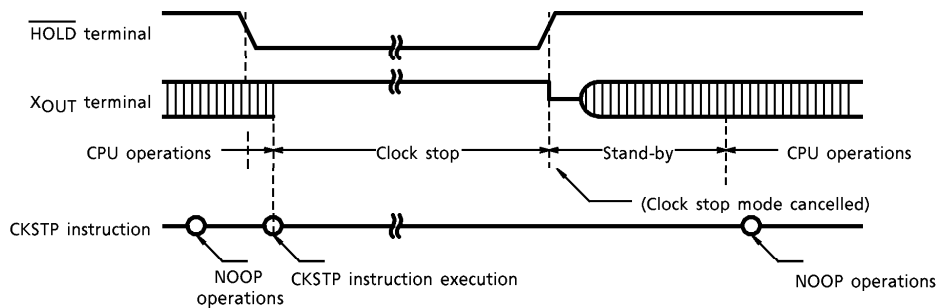 HOLD terminal
XOUT terminal
CPU operations
Clock stop
Stand-by
CPU operations
(Clock stop mode cancelled)
CKSTP instruction
NOOP
operations
CKSTP instruction execution
NOOP operations